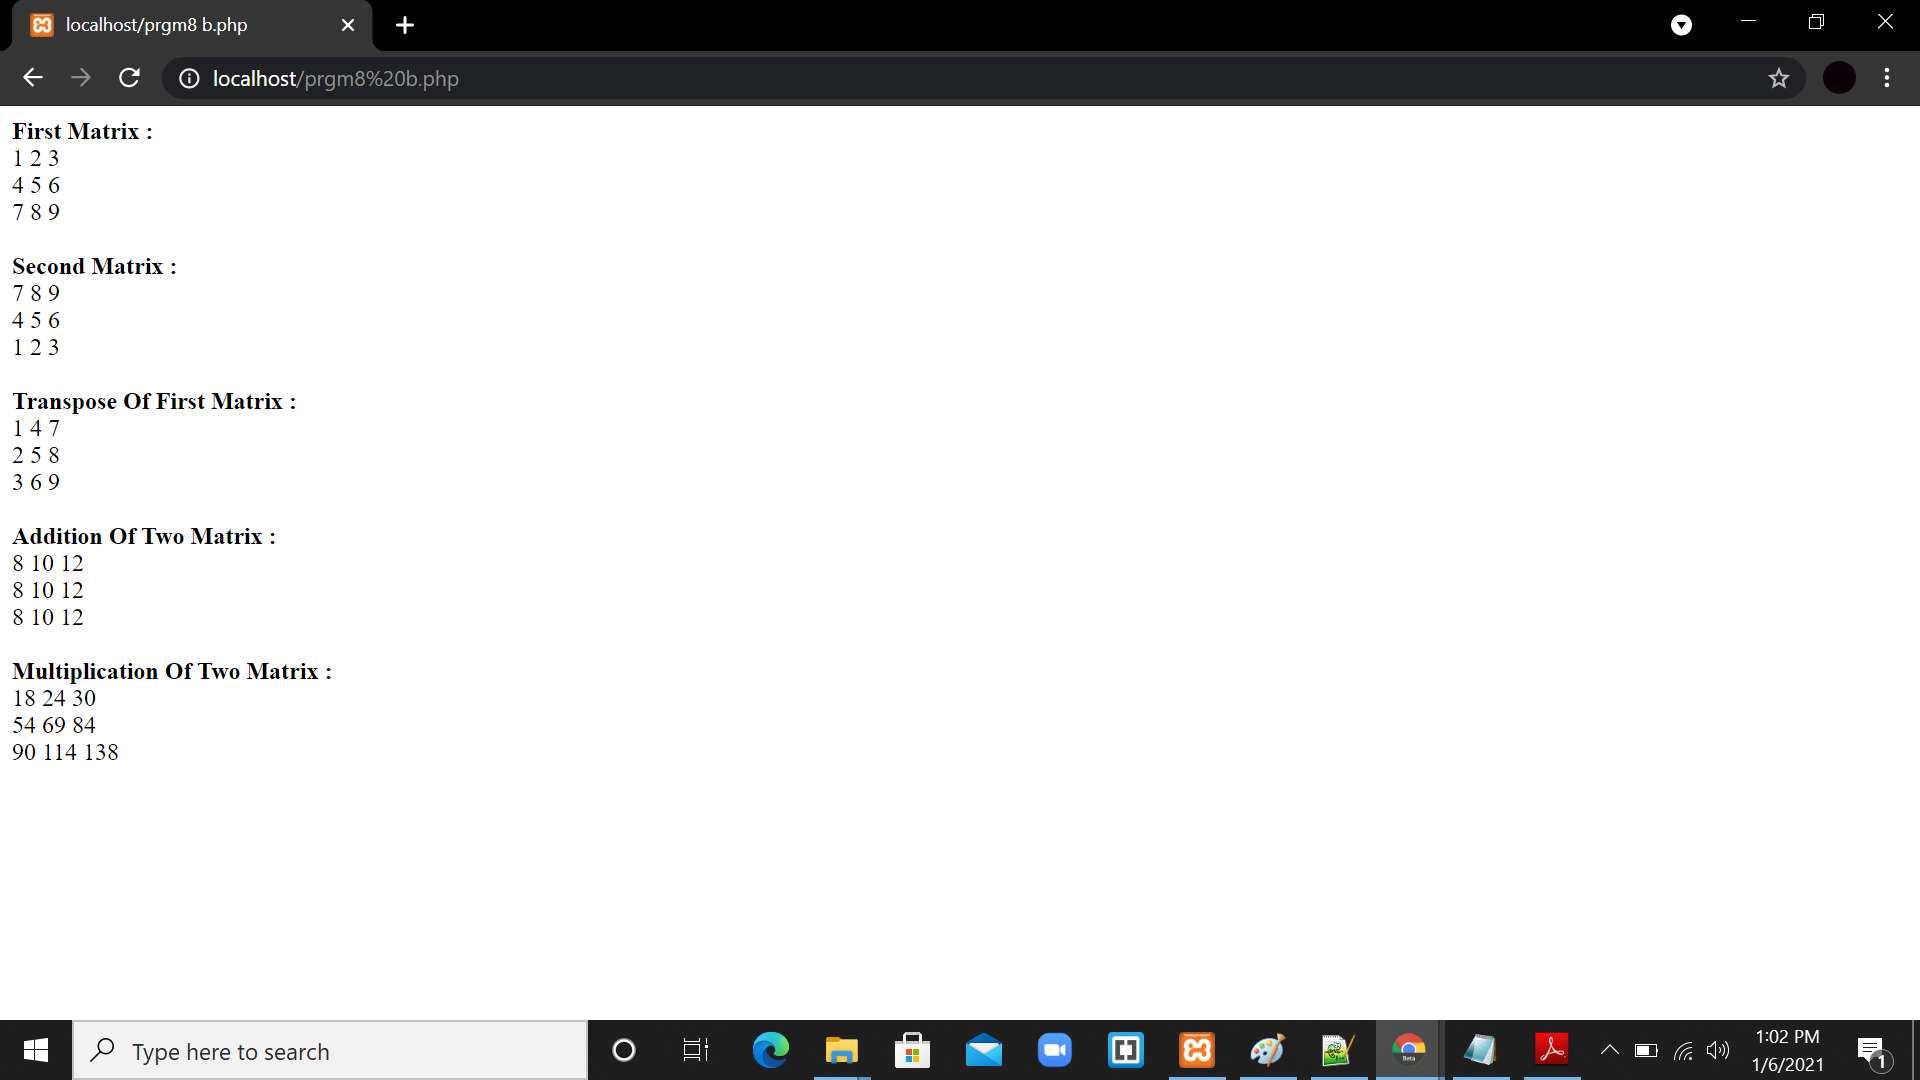 localhost/prgm8 b.php
localhost/prgm8%20b.php
First Matrix :
1 2 3
4 5 6
7 8 9
Second Matrix :
7 8 9
4 5 6
1 2 3
Transpose Of First Matrix :
1 4 7
2 5 8
3 6 9
Addition Of Two Matrix :
8 10 12
8 10 12
8 10 12
Multiplication Of Two Matrix :
18 24 30
54 69 84
90 114 138
Type here to search
Beta
1:02 PM
1/6/2021
1